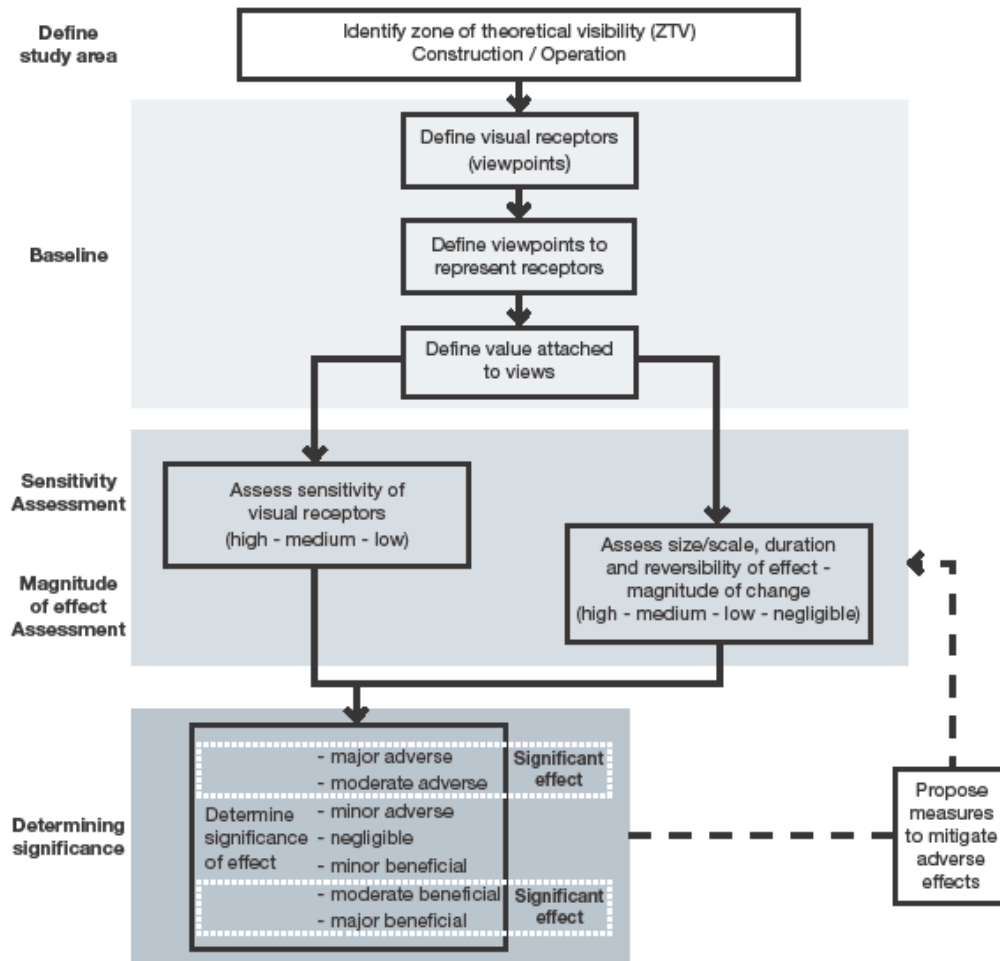 Define
study area
Identify zone of theoretical visibility (ZTV)
Construction / Operation
Baseline
Define visual receptors
(viewpoints)
Define viewpoints to
represent receptors
Define value attached
to views
Sensitivity
Assessment
Magnitude
of effect
Assessment
Assess sensitivity of
visual receptors
(high - medium - low)
Assess size/scale, duration
and reversibility of effect -
magnitude of change
(high - medium - low - negligible)
Determining
significance
Determine
significance
of effect
- major adverse
- moderate adverse
- minor adverse
- negligible
- minor beneficial
- moderate beneficial
- major beneficial
Significant
effect
Significant
effect
Propose
measures
to mitigate
adverse
effects